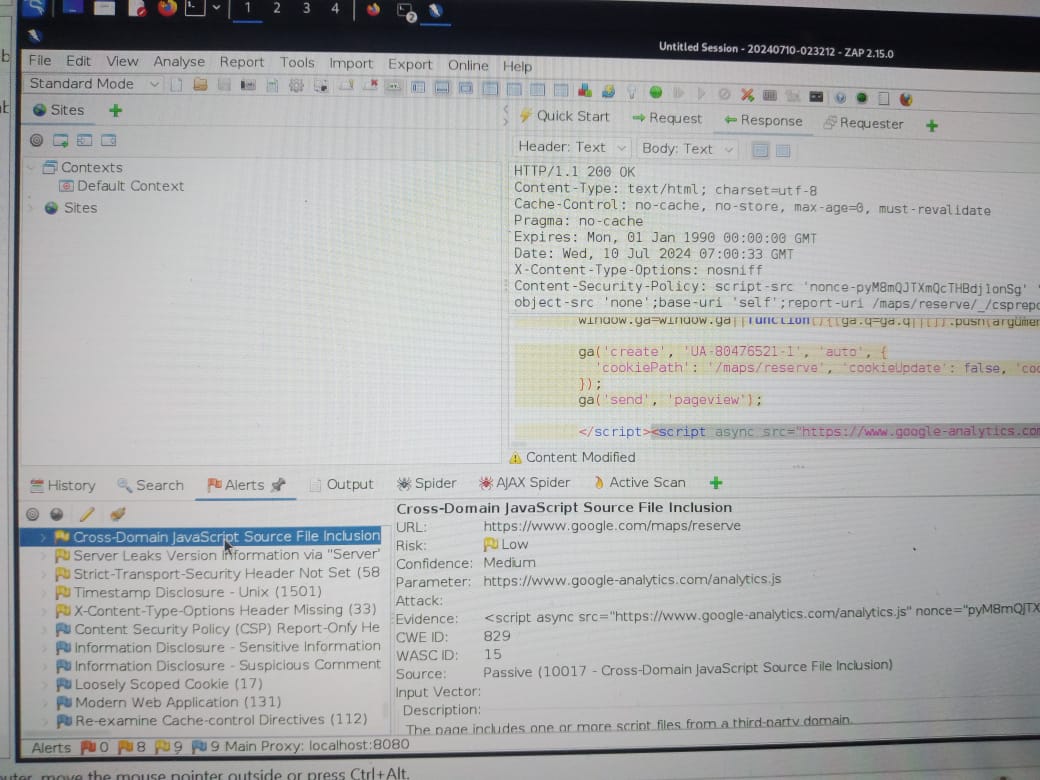 1 2 3 4
Untitled Session - 20240710-023212 - ZAP 2.15.0
File Edit View Analyse Report Tools Import Export Online Help
Standard Mode
Sites
Quick Start Request Response Requester
Header: Text Body: Text
Contexts
Default Context
Sites
HTTP/1.1 200 OK
Content-Type: text/html; charset=utf-8
Cache-Control: no-cache, no-store, max-age=0, must-revalidate
Pragma: no-cache
Expires: Mon, 01 Jan 1990 00:00:00 GMT
Date: Wed, 10 Jul 2024 07:00:33 GMT
X-Content-Type-Options: nosniff
Content-Security-Policy: script-src 'nonce-pyM8mQJTXmQcTHBdj1onSg' '
object-src 'none';base-uri 'self';report-uri /maps/reserve/_/csprepo
window.ga=window.ga||function(){(ga.q=ga.q||[]).push(argumen
ga('create', 'UA-80476521-1', 'auto', {
'cookiePath': '/maps/reserve', 'cookieUpdate': false, 'coo
});
ga('send', 'pageview');
</script><script async src="https://www.google-analytics.com
Content Modified
History Search Alerts Output Spider AJAX Spider Active Scan
Cross-Domain JavaScript Source File Inclusion
Server Leaks Version Information via "Server"
Strict-Transport-Security Header Not Set (58
Timestamp Disclosure - Unix (1501)
X-Content-Type-Options Header Missing (33)
Content Security Policy (CSP) Report-Only He
Information Disclosure - Sensitive Information
Information Disclosure - Suspicious Comment
Loosely Scoped Cookie (17)
Modern Web Application (131)
Re-examine Cache-control Directives (112)
Cross-Domain JavaScript Source File Inclusion
URL: https://www.google.com/maps/reserve
Risk: Low
Confidence: Medium
Parameter: https://www.google-analytics.com/analytics.js
Attack:
Evidence: <script async src="https://www.google-analytics.com/analytics.js" nonce="pyM8mQJTX
CWE ID: 829
WASC ID: 15
Source: Passive (10017 - Cross-Domain JavaScript Source File Inclusion)
Input Vector:
Description:
The page includes one or more script files from a third-party domain.
Alerts 0 8 9 9 Main Proxy: localhost:8080
move the mouse pointer outside or press Ctrl+Alt.